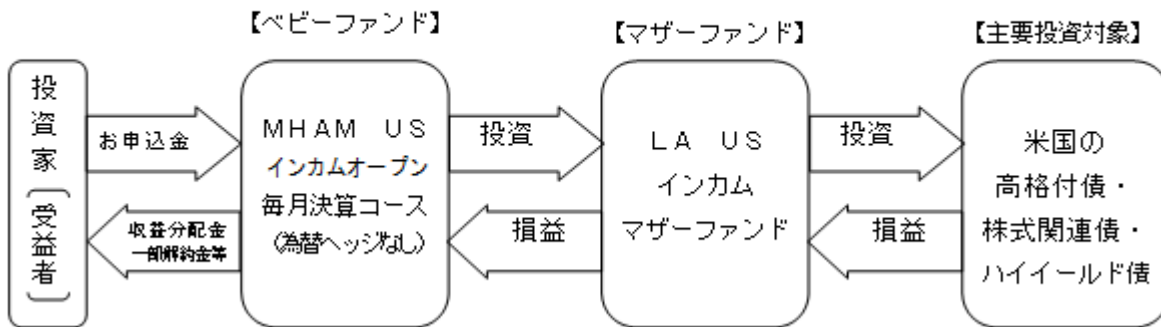 【ベビーファンド】
【マザーファンド】
【主要投資対象】
投資家(受益者)
お申込金
収益分配金
一部解約金等
ＭＨＡＭ　ＵＳ
インカムオープン
毎月決算コース
(為替ヘッジなし)
投資
損益
ＬＡ　ＵＳ
インカム
マザーファンド
投資
損益
米国の
高格付債・
株式関連債・
ハイイールド債